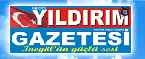 YILDIRIM
GAZETESİ
İnegöl'ün güçlü sesi